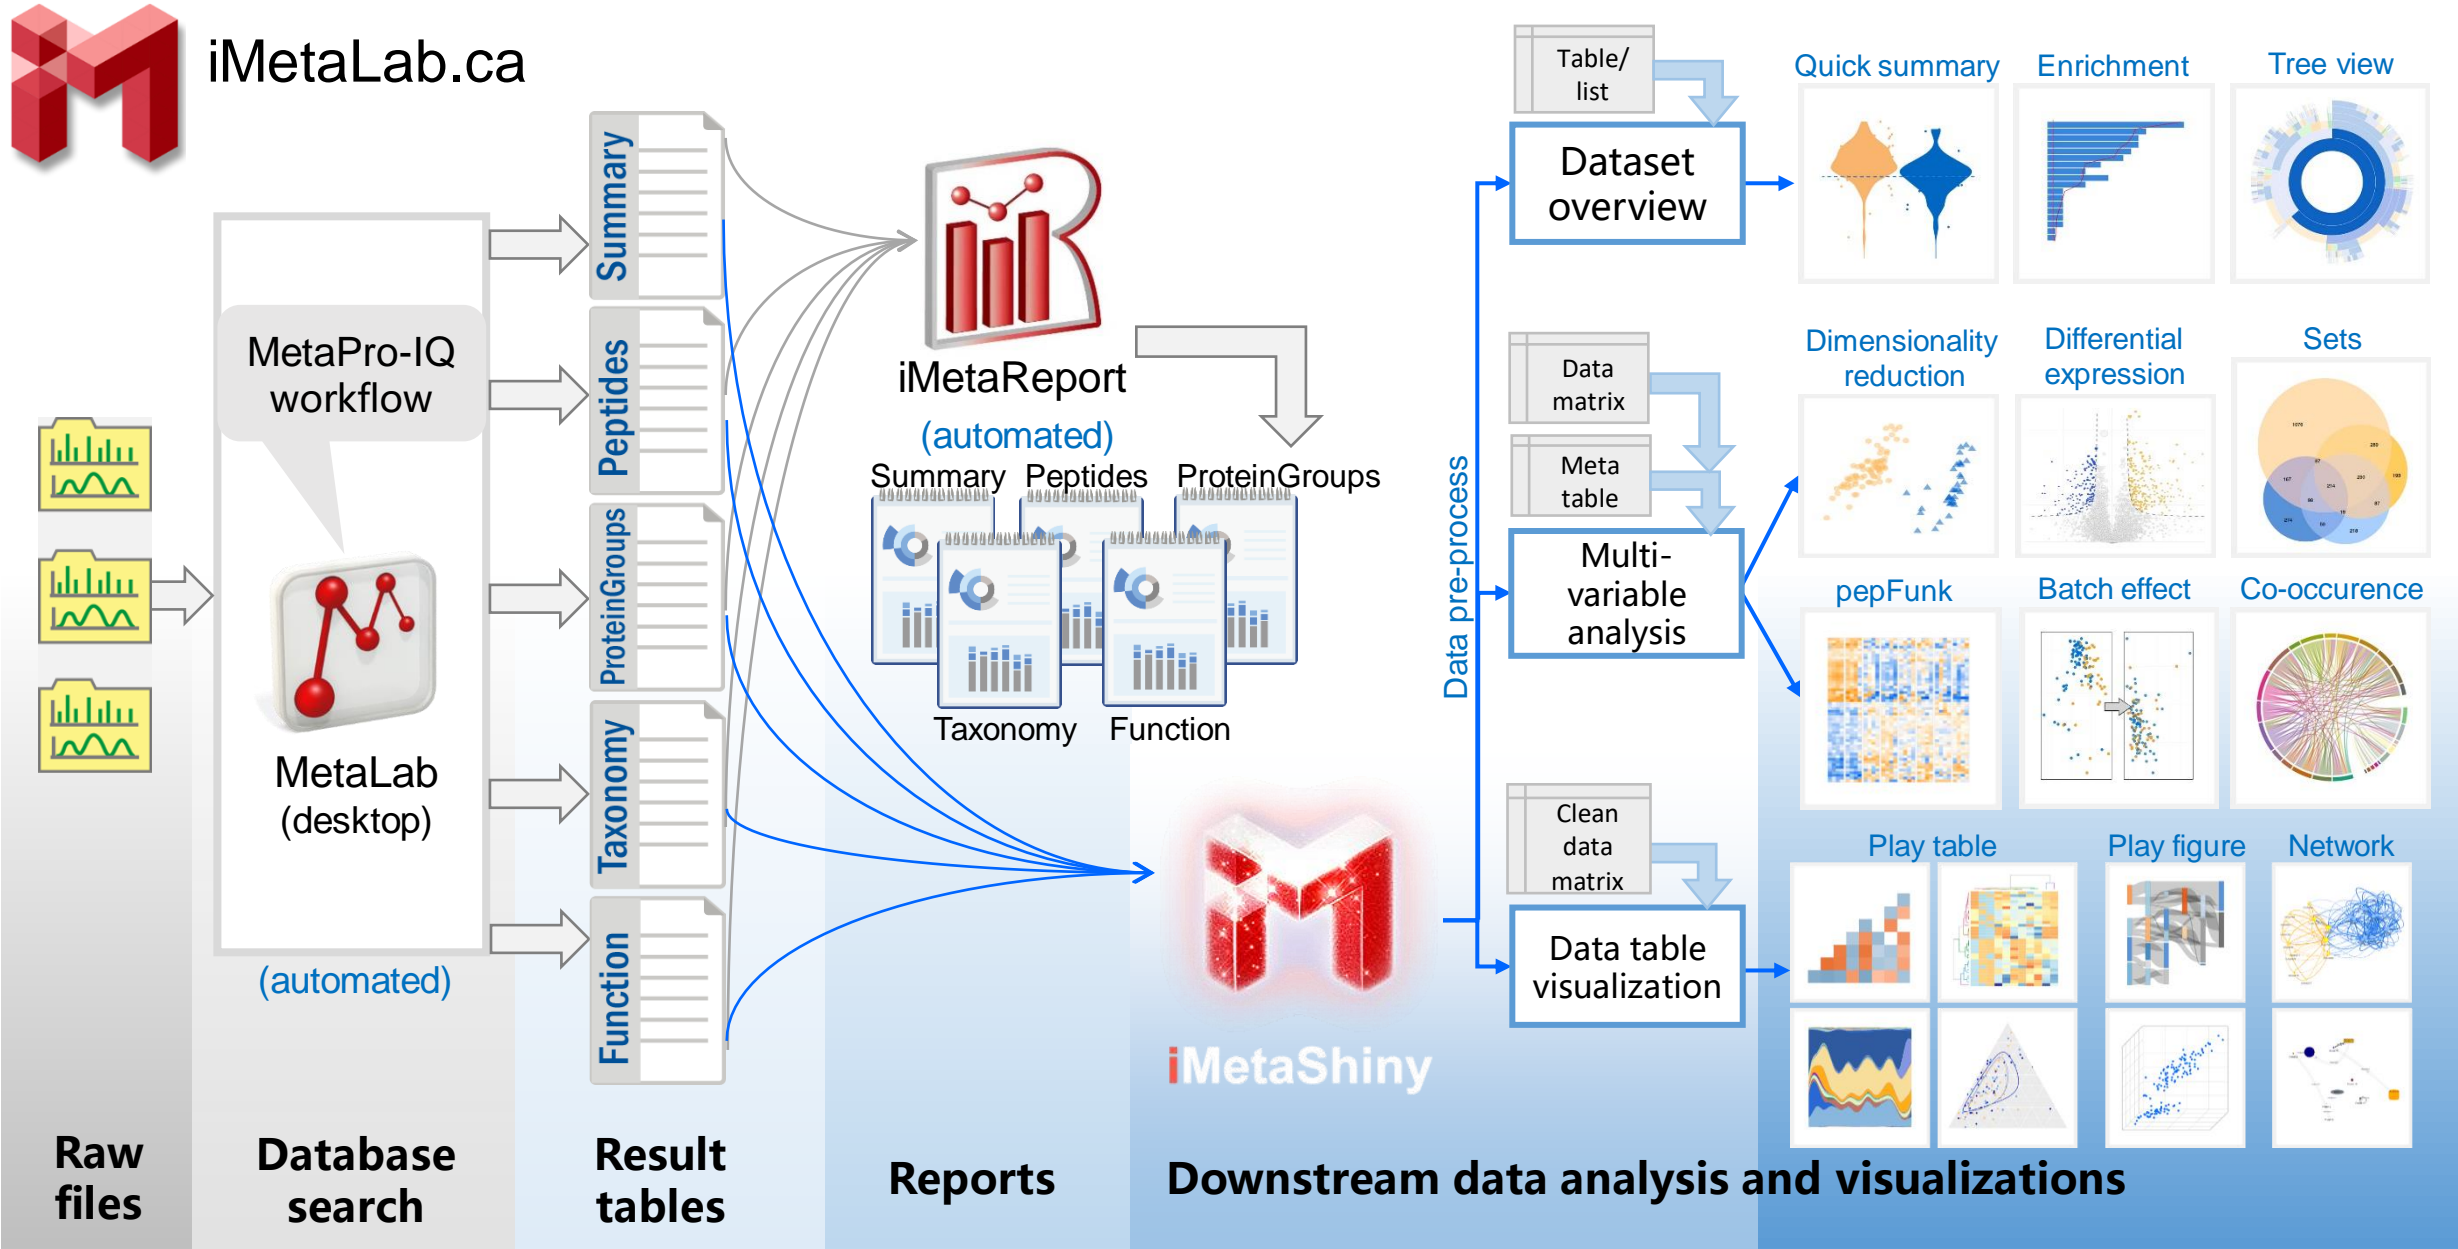 iMetaLab.ca
MetaPro-IQ
workflow
MetaLab
(desktop)
(automated)
Summary
Peptides
ProteinGroups
Taxonomy
Function
iMetaReport
(automated)
Summary
Peptides
ProteinGroups
Taxonomy
Function
iMetaShiny
Data pre-process
Table/
list
Dataset
overview
Data
matrix
Meta
table
Multi-
variable
analysis
Clean
data
matrix
Data table
visualization
Quick summary
Enrichment
Tree view
Dimensionality
reduction
Differential
expression
Sets
pepFunk
Batch effect
Co-occurence
Play table
Play figure
Network
Raw
files
Database
search
Result
tables
Reports
Downstream data analysis and visualizations